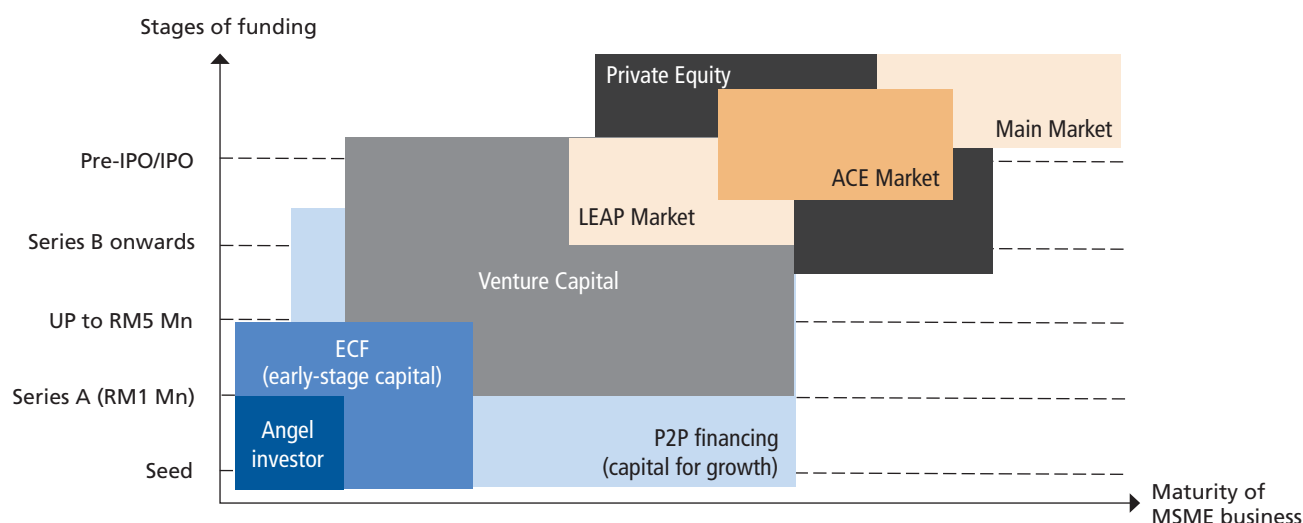 Stages of funding
Private Equity
Main Market
Pre-IPO/IPO
ACE Market
LEAP Market
Series B onwards
Venture Capital
UP to RM5 Mn
ECF
(early-stage capital)
Series A (RM1 Mn)
Angel
investor
P2P financing
(capital for growth)
Seed
Maturity of
MSME business